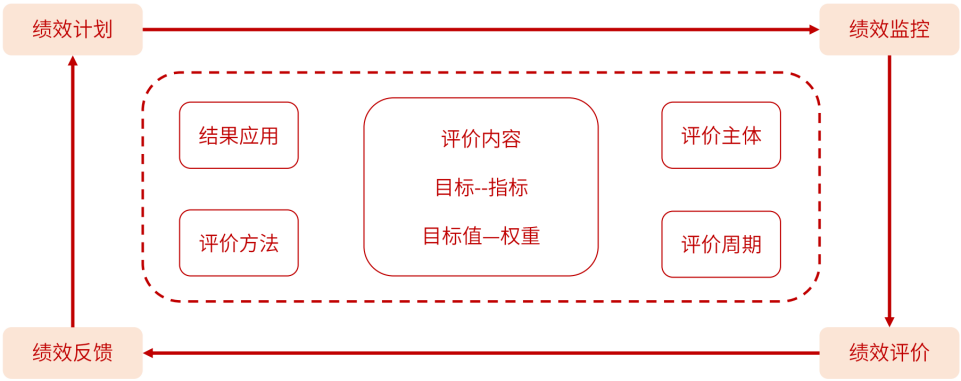 绩效计划
绩效监控
结果应用
评价内容
评价主体
目标--指标
目标值—权重
评价方法
评价周期
绩效反馈
绩效评价